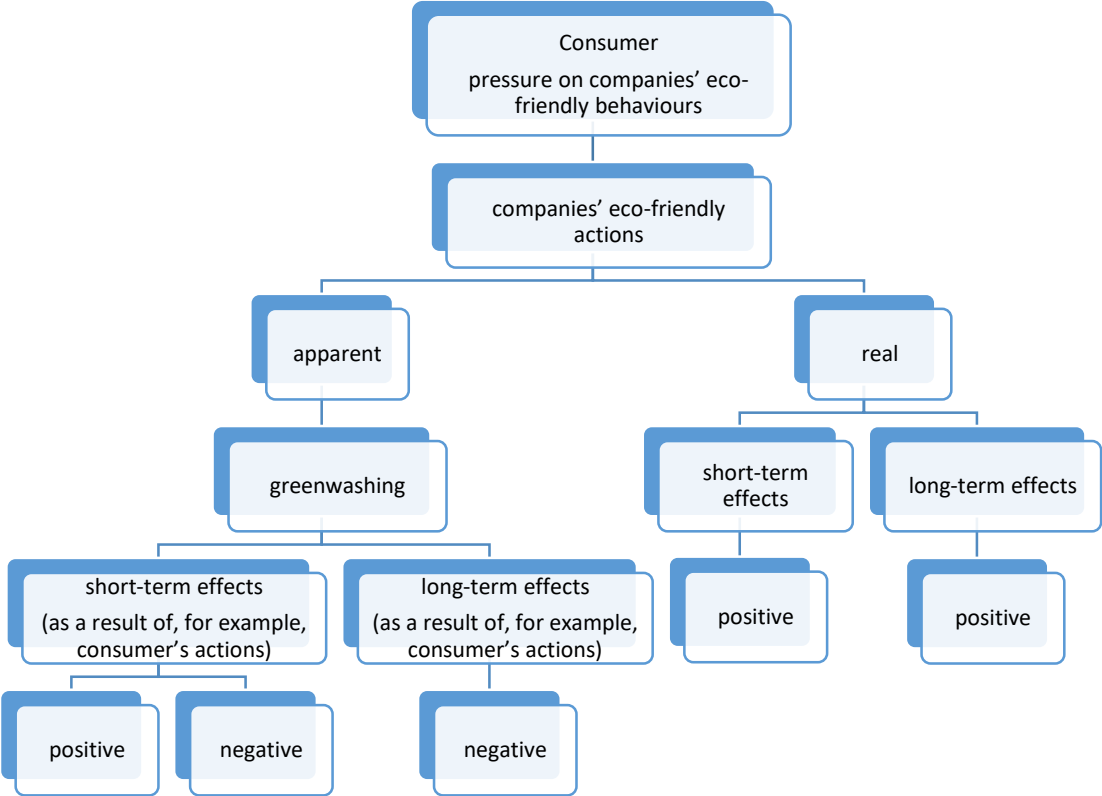 Consumer
pressure on companies’ eco-
friendly behaviours
companies’ eco-friendly
actions
apparent
real
greenwashing
short-term
effects
long-term effects
short-term effects
(as a result of, for example,
consumer’s actions)
long-term effects
(as a result of, for example,
consumer’s actions)
positive
positive
positive
negative
negative